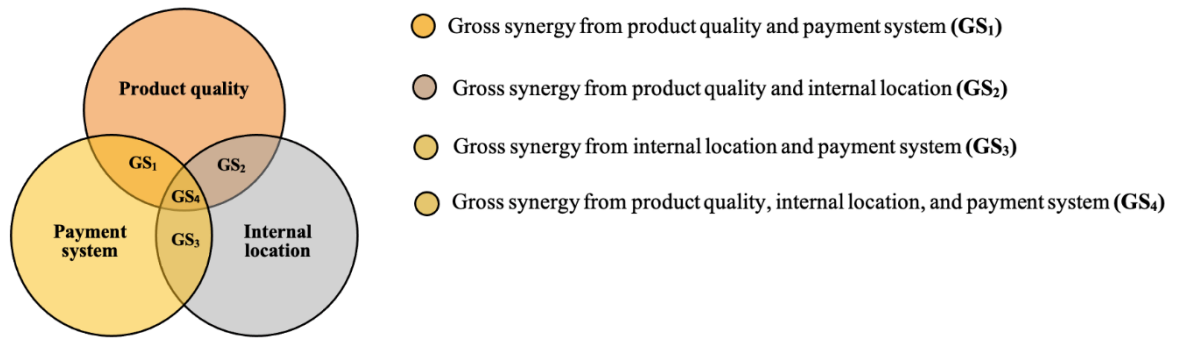 Product quality
GS₁
GS₂
GS₄
GS₃
Payment
system
Internal
location
Gross synergy from product quality and payment system (GS₁)
Gross synergy from product quality and internal location (GS₂)
Gross synergy from internal location and payment system (GS₃)
Gross synergy from product quality, internal location, and payment system (GS₄)